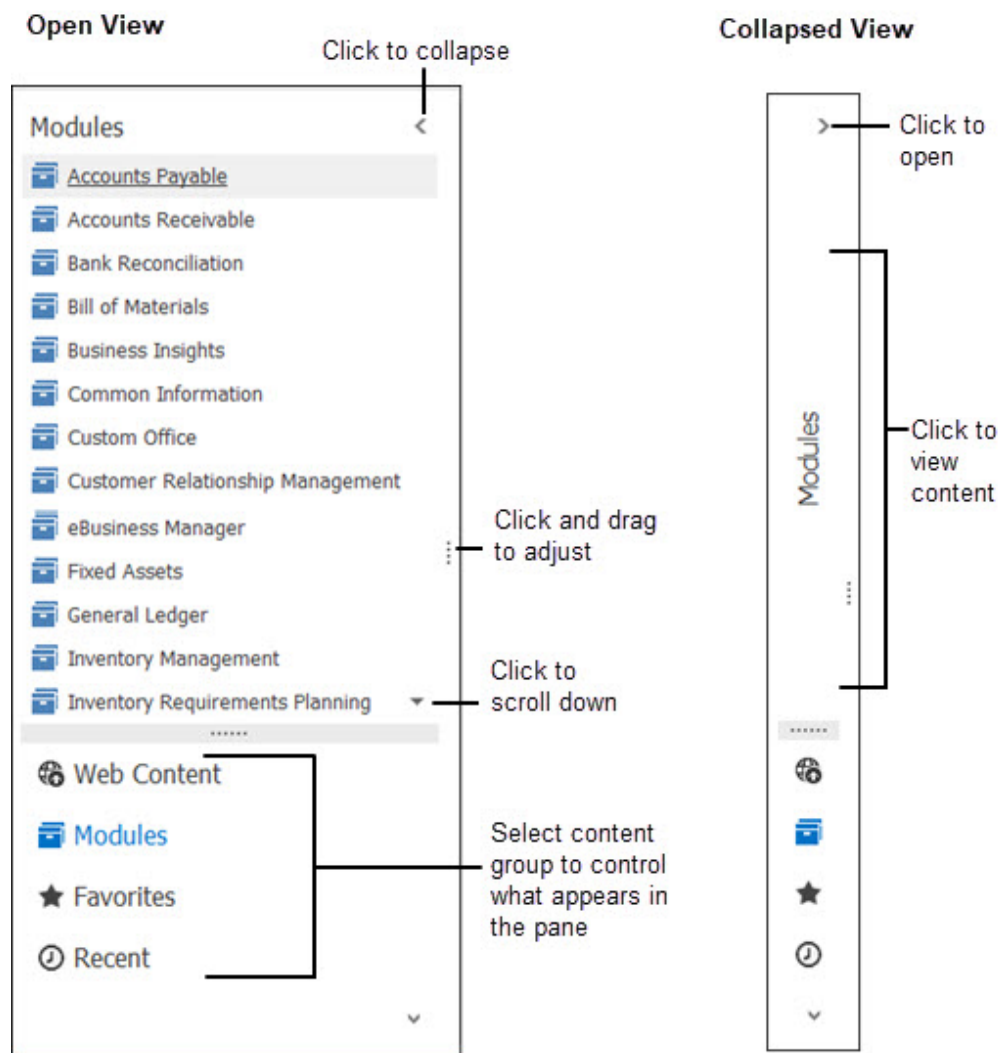 Open View
Collapsed View
Click to collapse
Modules
Accounts Payable
Accounts Receivable
Bank Reconciliation
Bill of Materials
Business Insights
Common Information
Custom Office
Customer Relationship Management
eBusiness Manager
Fixed Assets
General Ledger
Inventory Management
Inventory Requirements Planning
Web Content
Modules
Favorites
Recent
Click and drag
to adjust
Click to
scroll down
Select content
group to control
what appears in
the pane
Click to
open
Modules
Click to
view
content